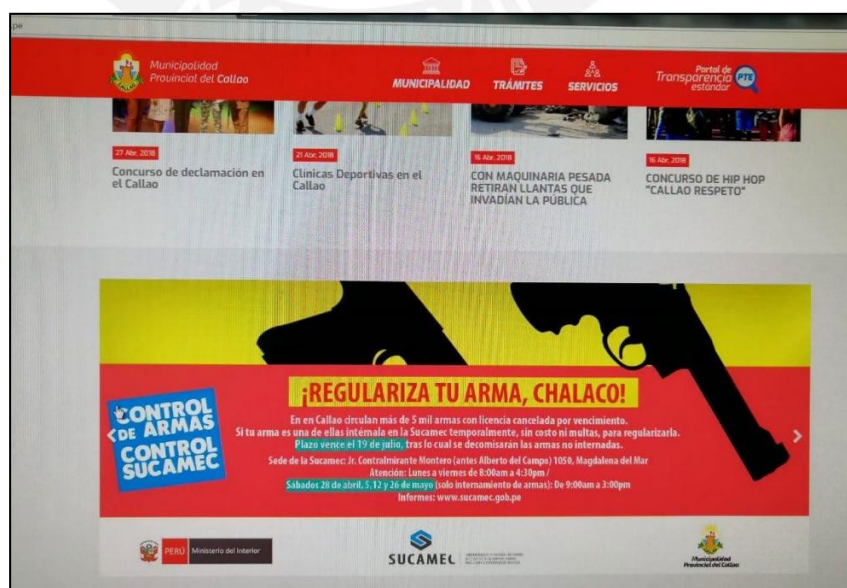 pe
Municipalidad
Provincial del Callao
MUNICIPALIDAD
TRÁMITES
SERVICIOS
Portal de
Transparencia
estándar
PTE
CALLAO
27 Abr, 2018
Concurso de declamación en
el Callao
21 Abr, 2018
Clínicas Deportivas en el
Callao
16 Abr, 2018
CON MAQUINARIA PESADA
RETIRAN LLANTAS QUE
INVADÍAN LA PÚBLICA
16 Abr, 2018
CONCURSO DE HIP HOP
"CALLAO RESPETO"
CONTROL
DE ARMAS
CONTROL
SUCAMEC
¡REGULARIZA TU ARMA, CHALACO!
En en Callao circulan más de 5 mil armas con licencia cancelada por vencimiento.
Si tu arma es una de ellas intérnala en la Sucamec temporalmente, sin costo ni multas, para regularizarla.
Plazo vence el 19 de julio, tras lo cual se decomisarán las armas no internadas.
Sede de la Sucamec: Jr. Contralmirante Montero (antes Alberto del Campo) 1050, Magdalena del Mar
Atención: Lunes a viernes de 8:00am a 4:30pm /
Sábados 28 de abril, 5,12 y 26 de mayo (solo internamiento de armas): De 9:00am a 3:00pm
Informes: www.sucamec.gob.pe
PERÚ
Ministerio del Interior
SUCAMEC
Municipalidad
Provincial del Callao